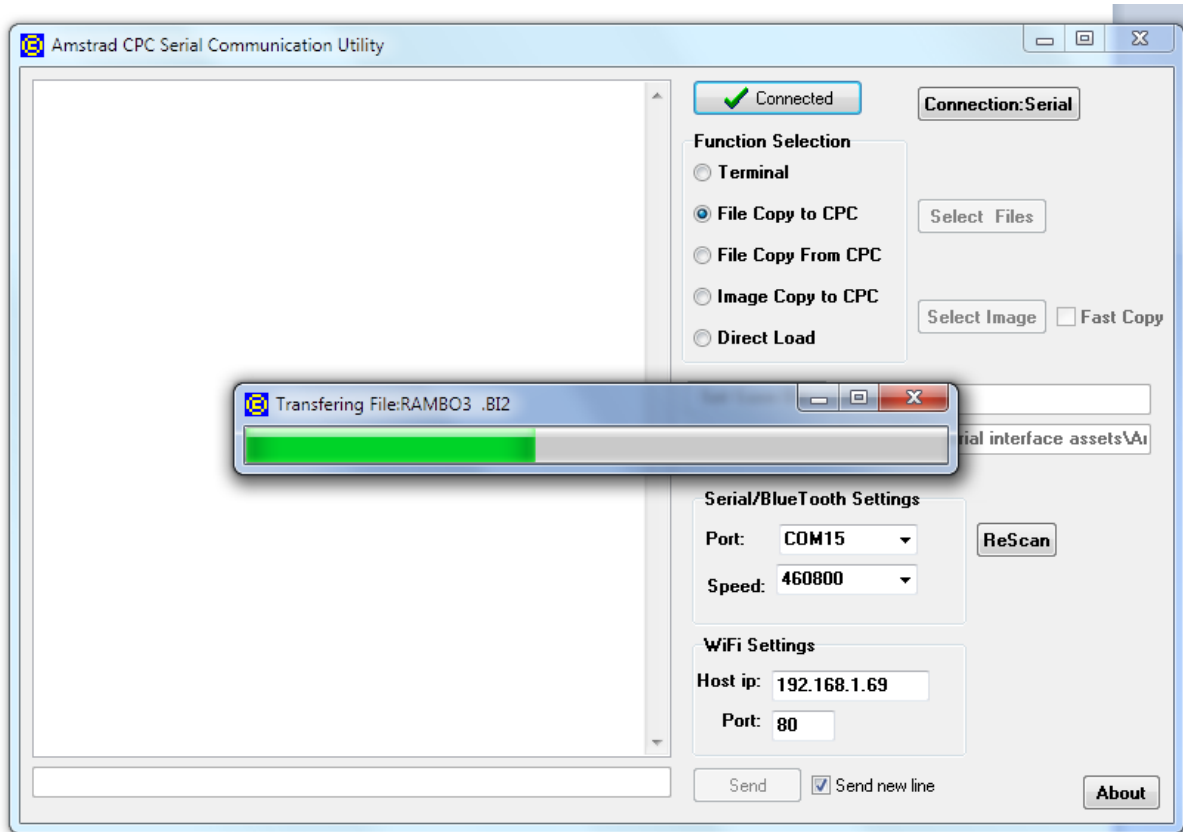 Amstrad CPC Serial Communication Utility
Connected
Connection:Serial
Function Selection
Terminal
File Copy to CPC
Select Files
File Copy From CPC
Image Copy to CPC
Select Image
Fast Copy
Direct Load
Transfering File:RAMBO3 .BI2
interface assets\
Serial/BlueTooth Settings
Port: COM15
ReScan
Speed: 460800
WiFi Settings
Host ip: 192.168.1.69
Port: 80
Send
Send new line
About